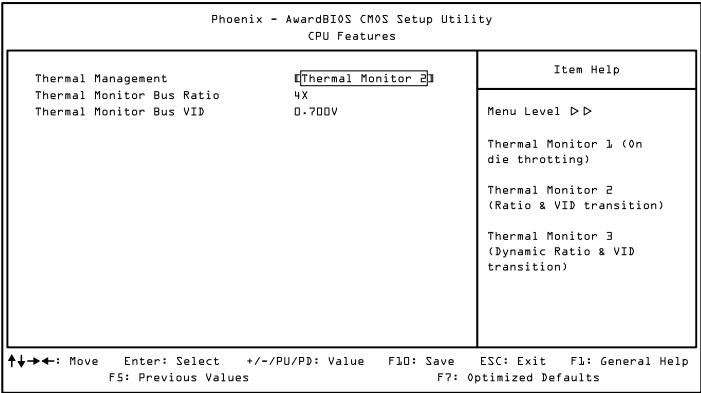 Phoenix - AwardBIOS CMOS Setup Utility
CPU Features
Thermal Management [Thermal Monitor 2]
Thermal Monitor Bus Ratio 4X
Thermal Monitor Bus VID 0.700V
Item Help
Menu Level ▷▷
Thermal Monitor 1 (On
die throtting)
Thermal Monitor 2
(Ratio & VID transition)
Thermal Monitor 3
(Dynamic Ratio & VID
transition)
↑↓→←: Move Enter: Select +/-/PU/PD: Value F10: Save ESC: Exit F1: General Help
F5: Previous Values F7: Optimized Defaults